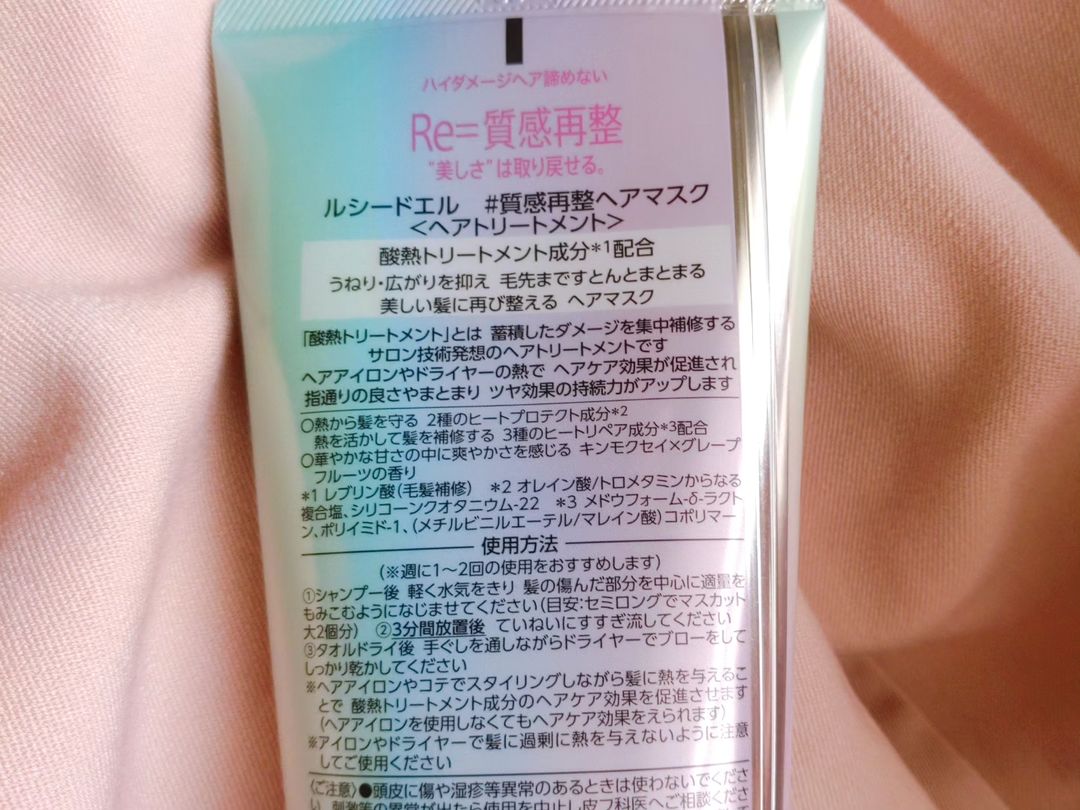 ハイダメージヘア諦めない
Re=質感再整
"美しさ"は取り戻せる。
ルシードエル #質感再整ヘアマスク
<ヘアトリートメント>
酸熱トリートメント成分*1配合
うねり・広がりを抑え 毛先まですとんとまとまる
美しい髪に再び整える ヘアマスク
「酸熱トリートメント」とは 蓄積したダメージを集中補修する
サロン技術発想のヘアトリートメントです
ヘアアイロンやドライヤーの熱で ヘアケア効果が促進され
指通りの良さやまとまり ツヤ効果の持続力がアップします
○熱から髪を守る 2種のヒートプロテクト成分*2
熱を活かして髪を補修する 3種のヒートリペア成分*3配合
○華やかな甘さの中に爽やかさを感じる キンモクセイ×グレープ
フルーツの香り
*1 レブリン酸(毛髪補修) *2 オレイン酸/トロメタミンからなる
複合塩、シリコーンクオタニウム-22 *3 メドウフォーム-δ-ラクト
ン、ポリイミド-1、(メチルビニルエーテル/マレイン酸)コポリマー
使用方法
(※週に1〜2回の使用をおすすめします)
①シャンプー後 軽く水気をきり 髪の傷んだ部分を中心に適量を
もみこむようになじませてください(目安:セミロングでマスカット
大2個分) ②3分間放置後 ていねいにすすぎ流してください
③タオルドライ後 手ぐしを通しながらドライヤーでブローをして
しっかり乾かしてください
※ヘアアイロンやコテでスタイリングしながら髪に熱を与えるこ
とで 酸熱トリートメント成分のヘアケア効果を促進させます
(ヘアアイロンを使用しなくてもヘアケア効果をえられます)
※アイロンやドライヤーで髪に過剰に熱を与えないように注意
してご使用ください
〈ご注意〉●頭皮に傷や湿疹等異常のあるときは使わないでくださ
い 刺激等の異常が出たら使用を中止し皮フ科医へご相談くださ